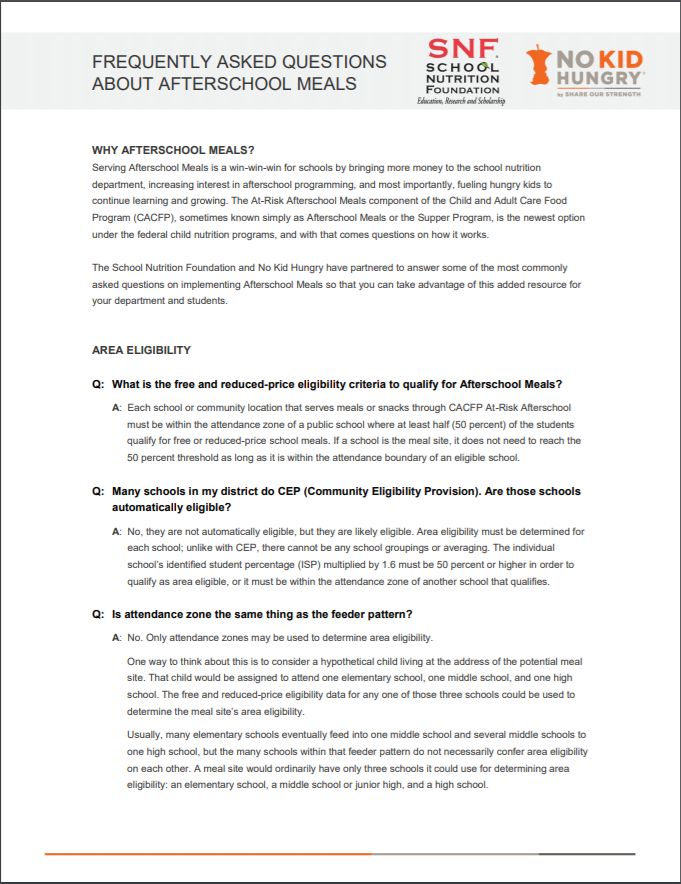 FREQUENTLY ASKED QUESTIONS
ABOUT AFTERSCHOOL MEALS
SNF
SCHOOL
NUTRITION
FOUNDATION
Education, Research and Scholarship
NO KID
HUNGRY
by SHARE OUR STRENGTH
WHY AFTERSCHOOL MEALS?
Serving Afterschool Meals is a win-win-win for schools by bringing more money to the school nutrition
department, increasing interest in afterschool programming, and most importantly, fueling hungry kids to
continue learning and growing. The At-Risk Afterschool Meals component of the Child and Adult Care Food
Program (CACFP), sometimes known simply as Afterschool Meals or the Supper Program, is the newest option
under the federal child nutrition programs, and with that comes questions on how it works.
The School Nutrition Foundation and No Kid Hungry have partnered to answer some of the most commonly
asked questions on implementing Afterschool Meals so that you can take advantage of this added resource for
your department and students.
AREA ELIGIBILITY
Q: What is the free and reduced-price eligibility criteria to qualify for Afterschool Meals?
A: Each school or community location that serves meals or snacks through CACFP At-Risk Afterschool
must be within the attendance zone of a public school where at least half (50 percent) of the students
qualify for free or reduced-price school meals. If a school is the meal site, it does not need to reach the
50 percent threshold as long as it is within the attendance boundary of an eligible school.
Q: Many schools in my district do CEP (Community Eligibility Provision). Are those schools
automatically eligible?
A: No, they are not automatically eligible, but they are likely eligible. Area eligibility must be determined for
each school; unlike with CEP, there cannot be any school groupings or averaging. The individual
school's identified student percentage (ISP) multiplied by 1.6 must be 50 percent or higher in order to
qualify as area eligible, or it must be within the attendance zone of another school that qualifies.
Q: Is attendance zone the same thing as the feeder pattern?
A: No. Only attendance zones may be used to determine area eligibility.
One way to think about this is to consider a hypothetical child living at the address of the potential meal
site. That child would be assigned to attend one elementary school, one middle school, and one high
school. The free and reduced-price eligibility data for any one of those three schools could be used to
determine the meal site's area eligibility.
Usually, many elementary schools eventually feed into one middle school and several middle schools to
one high school, but the many schools within that feeder pattern do not necessarily confer area eligibility
on each other. A meal site would ordinarily have only three schools it could use for determining area
eligibility: an elementary school, a middle school or junior high, and a high school.